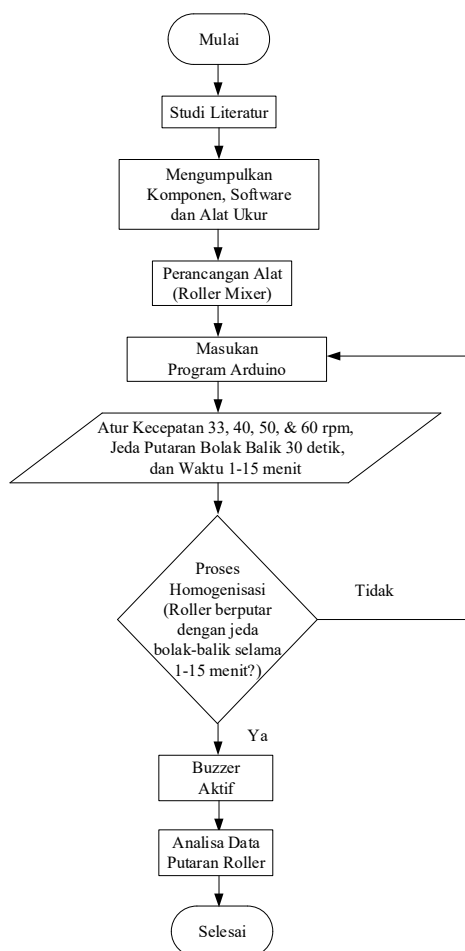 Mulai
Studi Literatur
Mengumpulkan
Komponen, Software
dan Alat Ukur
Perancangan Alat
(Roller Mixer)
Masukan
Program Arduino
Atur Kecepatan 33, 40, 50, & 60 rpm,
Jeda Putaran Bolak Balik 30 detik,
dan Waktu 1-15 menit
Proses
Homogenisasi
(Roller berputar
dengan jeda
bolak-balik selama
1-15 menit?)
Tidak
Ya
Buzzer
Aktif
Analisa Data
Putaran Roller
Selesai